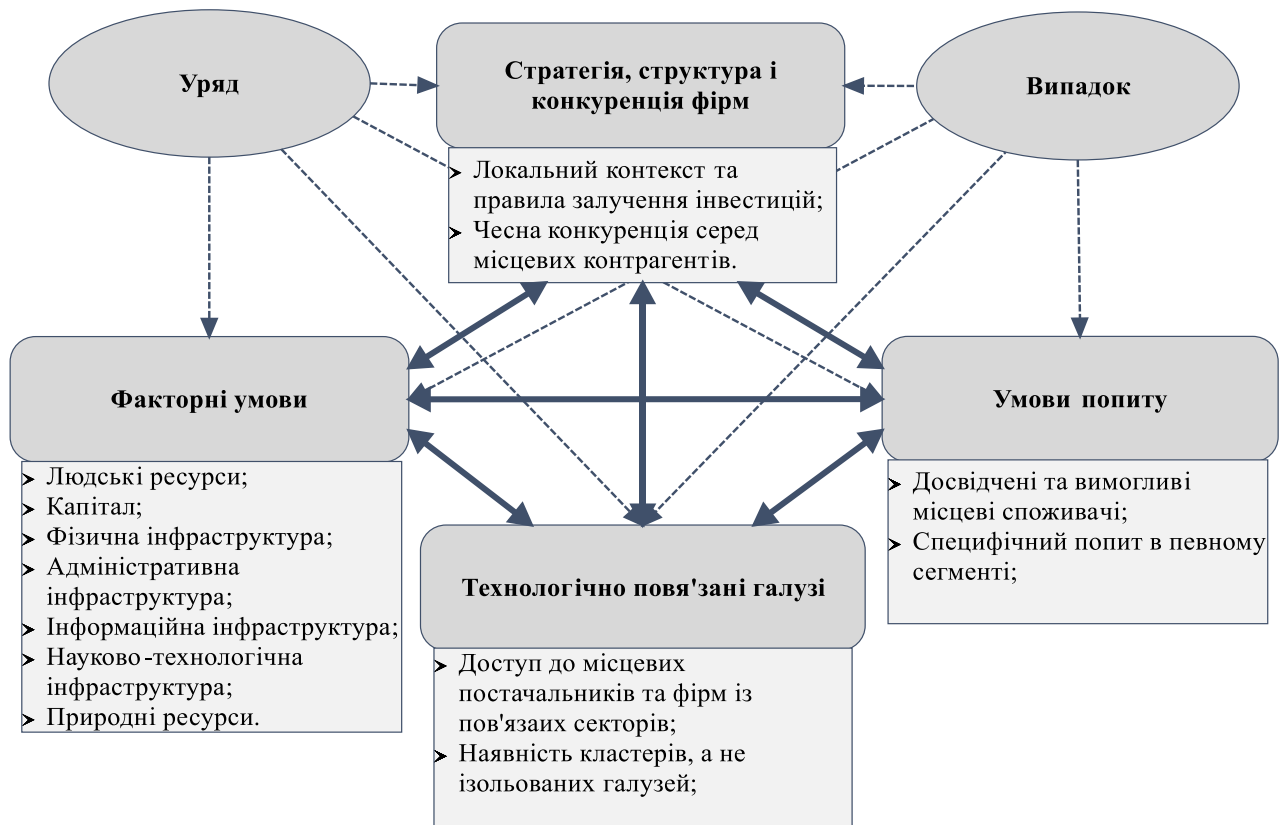 Уряд
Стратегія, структура і
конкуренція фірм
Випадок
➢ Локальний контекст та
правила залучення інвестицій;
➢ Чесна конкуренція серед
місцевих контрагентів.
Факторні умови
➢ Людські ресурси;
➢ Капітал;
➢ Фізична інфраструктура;
➢ Адміністративна
інфраструктура;
➢ Інформаційна інфраструктура;
➢ Науково-технологічна
інфраструктура;
➢ Природні ресурси.
Умови попиту
➢ Досвідчені та вимогливі
місцеві споживачі;
➢ Специфічний попит в певному
сегменті;
Технологічно повя'зані галузі
➢ Доступ до місцевих
постачальників та фірм із
пов'язаих секторів;
➢ Наявність кластерів, а не
ізольованих галузей;